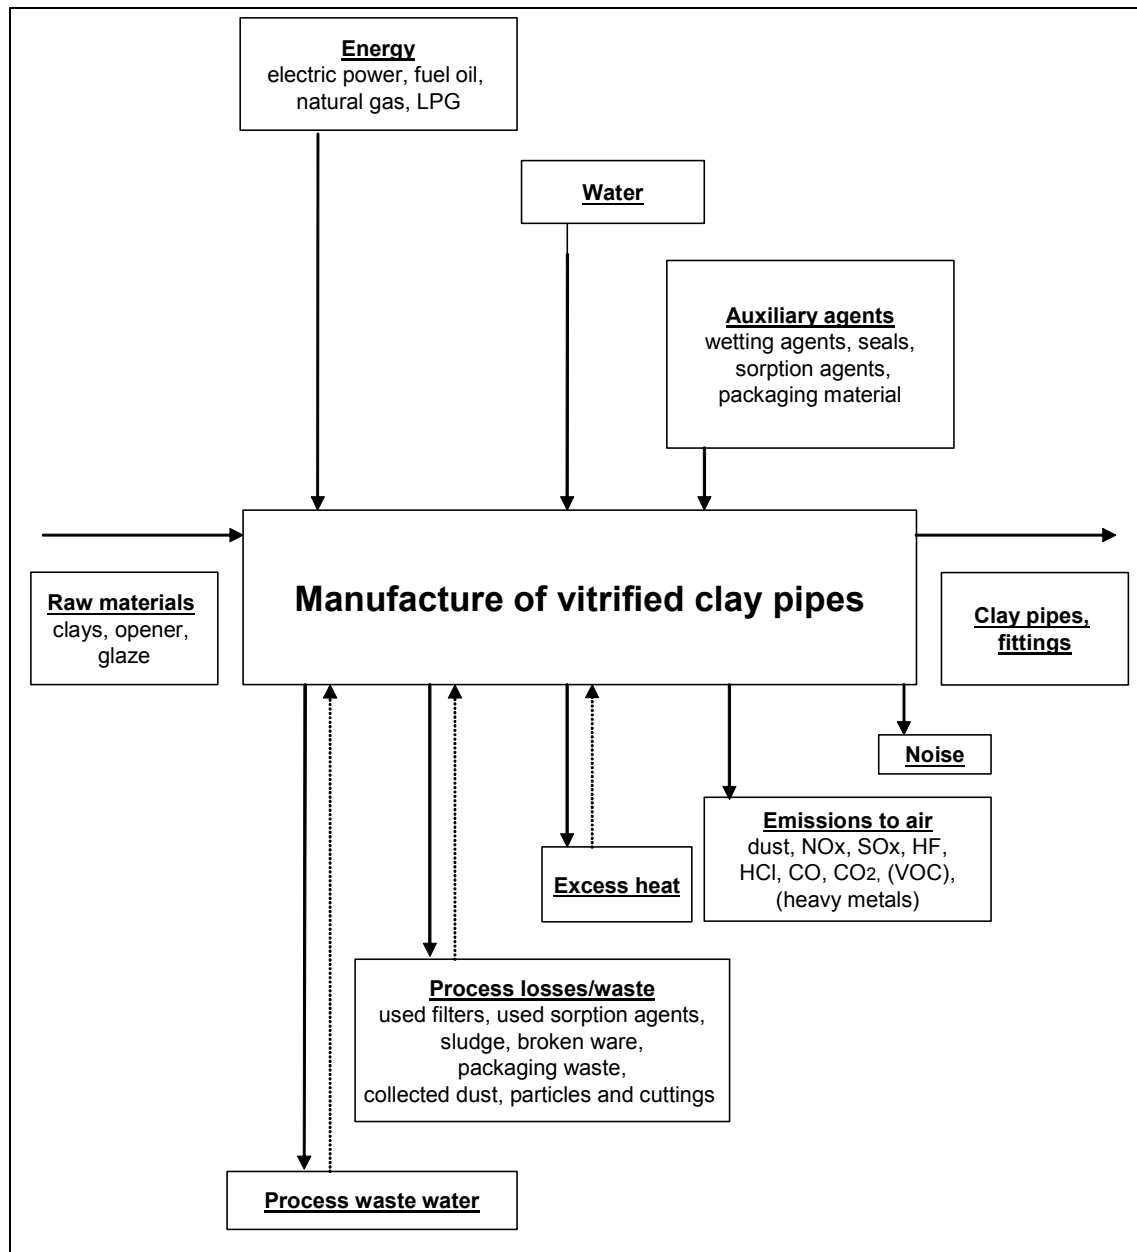 Energy
electric power, fuel oil,
natural gas, LPG
Water
Auxiliary agents
wetting agents, seals,
sorption agents,
packaging material
Raw materials
clays, opener,
glaze
Manufacture of vitrified clay pipes
Clay pipes,
fittings
Noise
Emissions to air
dust, NOx, SOx, HF,
HCl, CO, CO2, (VOC),
(heavy metals)
Excess heat
Process losses/waste
used filters, used sorption agents,
sludge, broken ware,
packaging waste,
collected dust, particles and cuttings
Process waste water